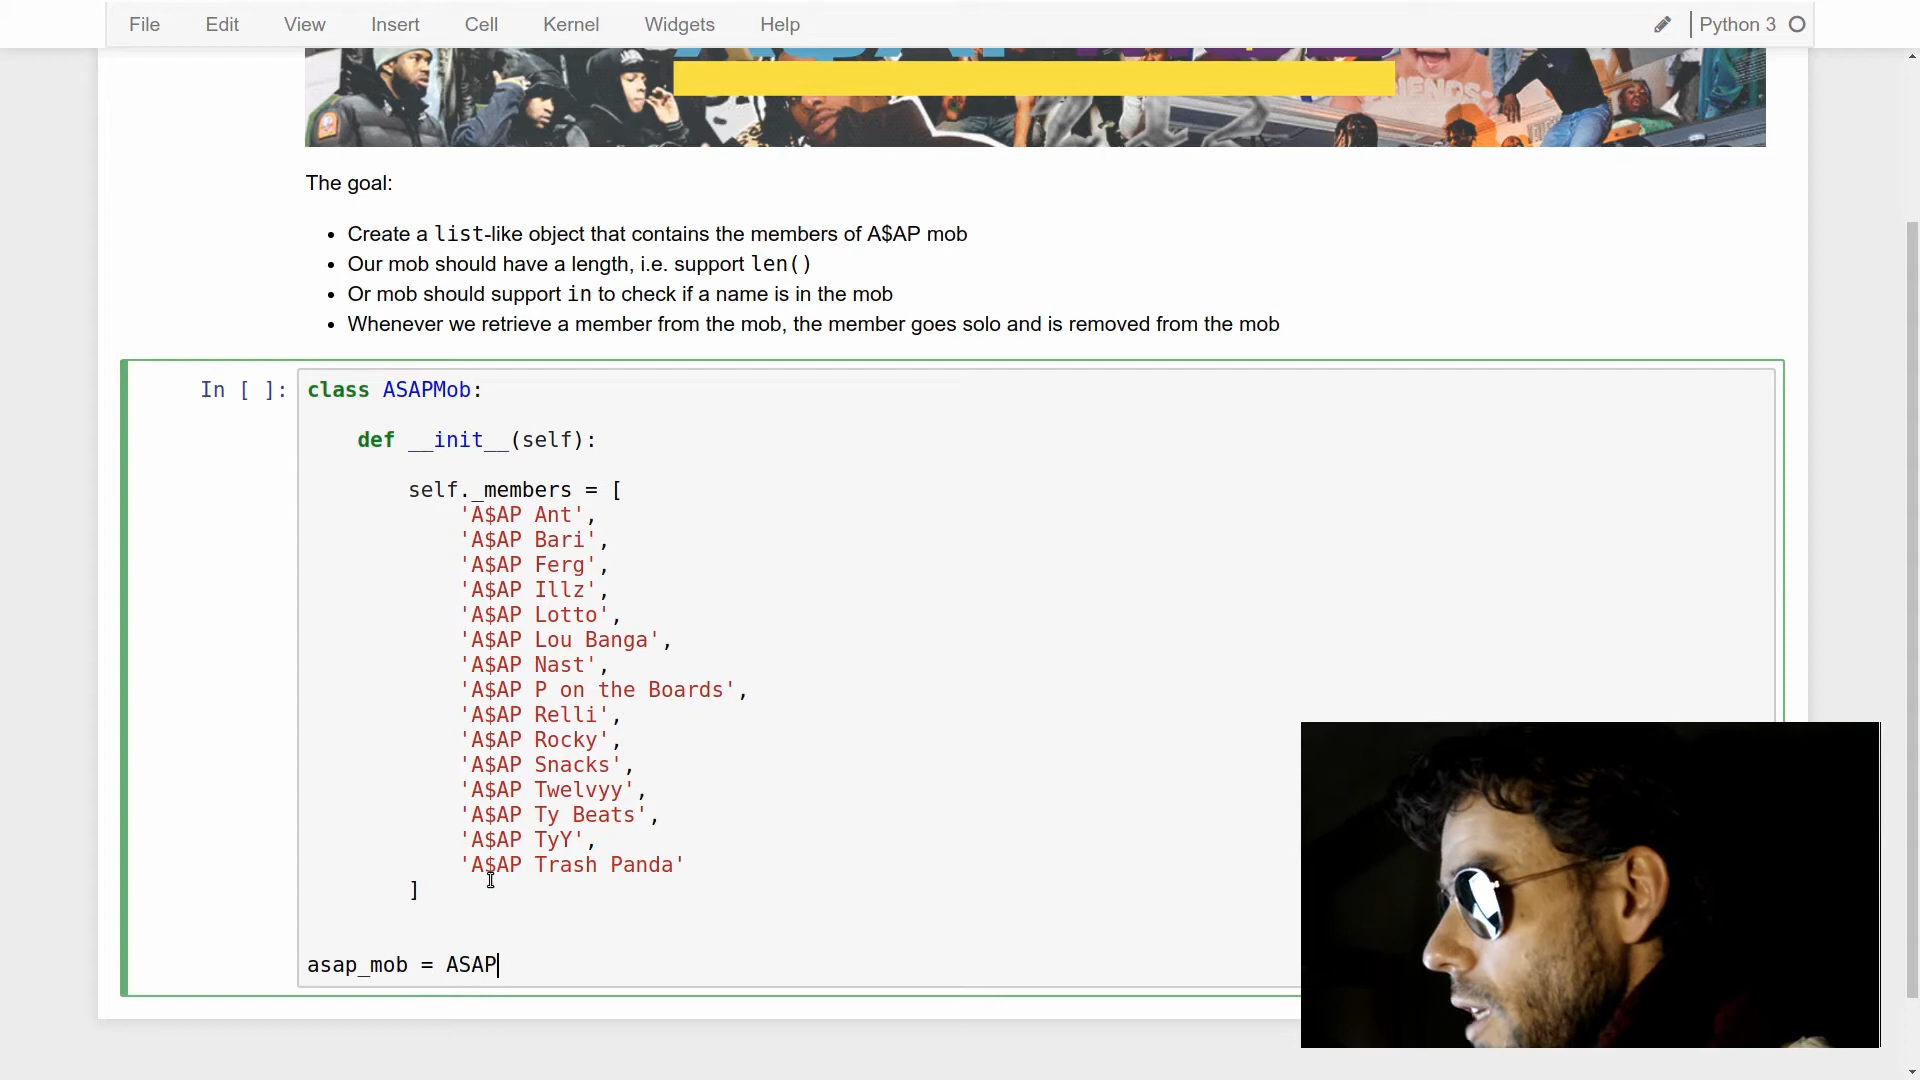 File Edit View Insert Cell Kernel Widgets Help Python 3
The goal:
Create a list-like object that contains the members of A$AP mob
Our mob should have a length, i.e. support len()
Or mob should support in to check if a name is in the mob
Whenever we retrieve a member from the mob, the member goes solo and is removed from the mob
In [ ]: class ASAPMob:
def __init__(self):
self._members = [
'A$AP Ant',
'A$AP Bari',
'A$AP Ferg',
'A$AP Illz',
'A$AP Lotto',
'A$AP Lou Banga',
'A$AP Nast',
'A$AP P on the Boards',
'A$AP Relli',
'A$AP Rocky',
'A$AP Snacks',
'A$AP Twelvyy',
'A$AP Ty Beats',
'A$AP TyY',
'A$AP Trash Panda'
]
asap_mob = ASAP